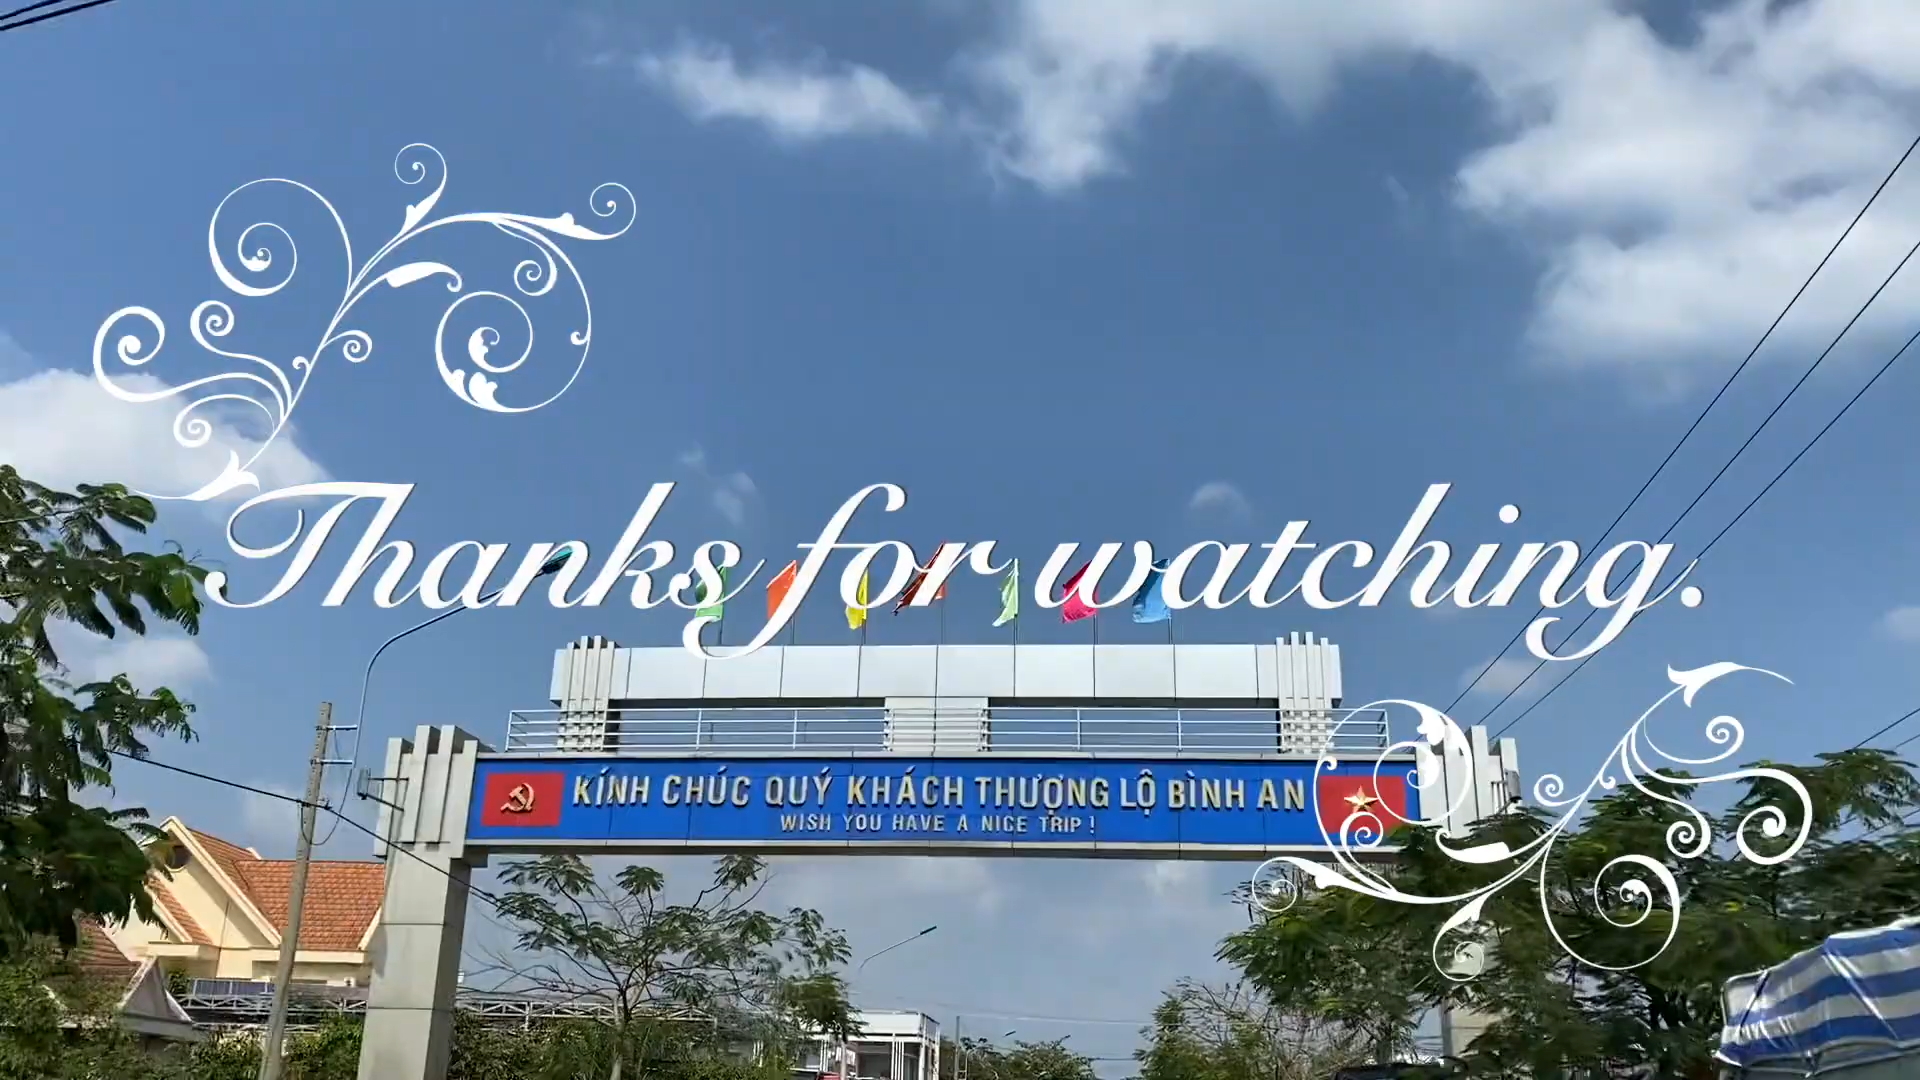 Thanks for watching.
KÍNH CHÚC QUÝ KHÁCH THƯỢNG LỘ BÌNH AN
WISH YOU HAVE A NICE TRIP !